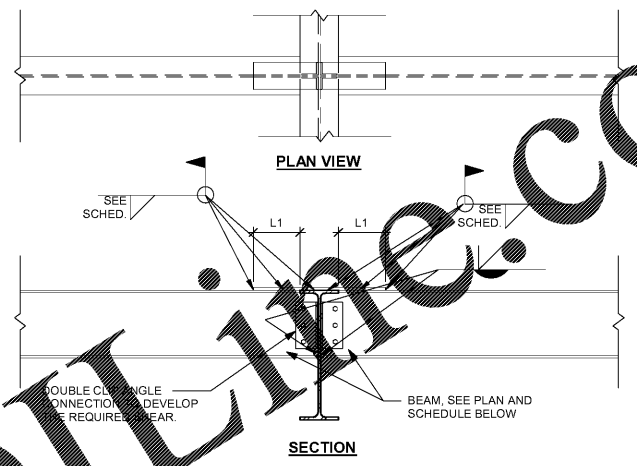 PLAN VIEW
SEE
SCHED.
L1
L1
SEE
SCHED.
DOUBLE CLIP ANGLE
CONNECTION TO DEVELOP
THE REQUIRED SHEAR.
BEAM, SEE PLAN AND
SCHEDULE BELOW
SECTION